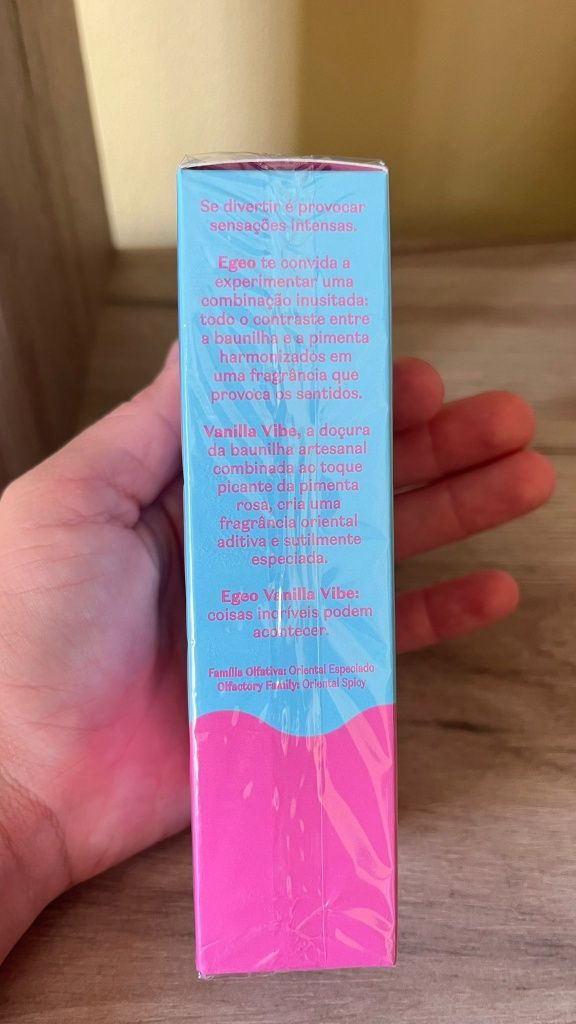 Se divertir é provocar
sensações intensas.
Egeo te convida a
experimentar uma
combinação inusitada:
todo o contraste entre
a baunilha e a pimenta
harmonizados em
uma fragrância que
provoca os sentidos.
Vanilla Vibe, a doçura
da baunilha artesanal
combinada ao toque
picante da pimenta
rosa, cria uma
fragrância oriental
aditiva e sutilmente
especiada.
Egeo Vanilla Vibe:
coisas incríveis podem
acontecer.
Família Olfativa: Oriental Especiado
Olfactory Family: Oriental Spicy